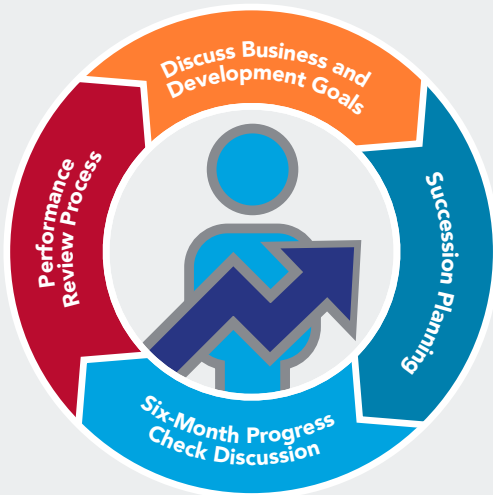 Discuss Business and
Development Goals
Succession Planning
Six-Month Progress
Check Discussion
Performance
Review Process